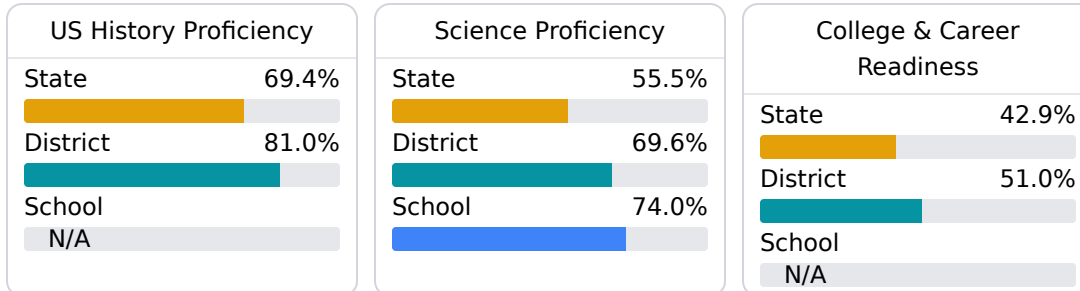 US History Proficiency
State 69.4%
District 81.0%
School
N/A
Science Proficiency
State 55.5%
District 69.6%
School 74.0%
College & Career
Readiness
State 42.9%
District 51.0%
School
N/A